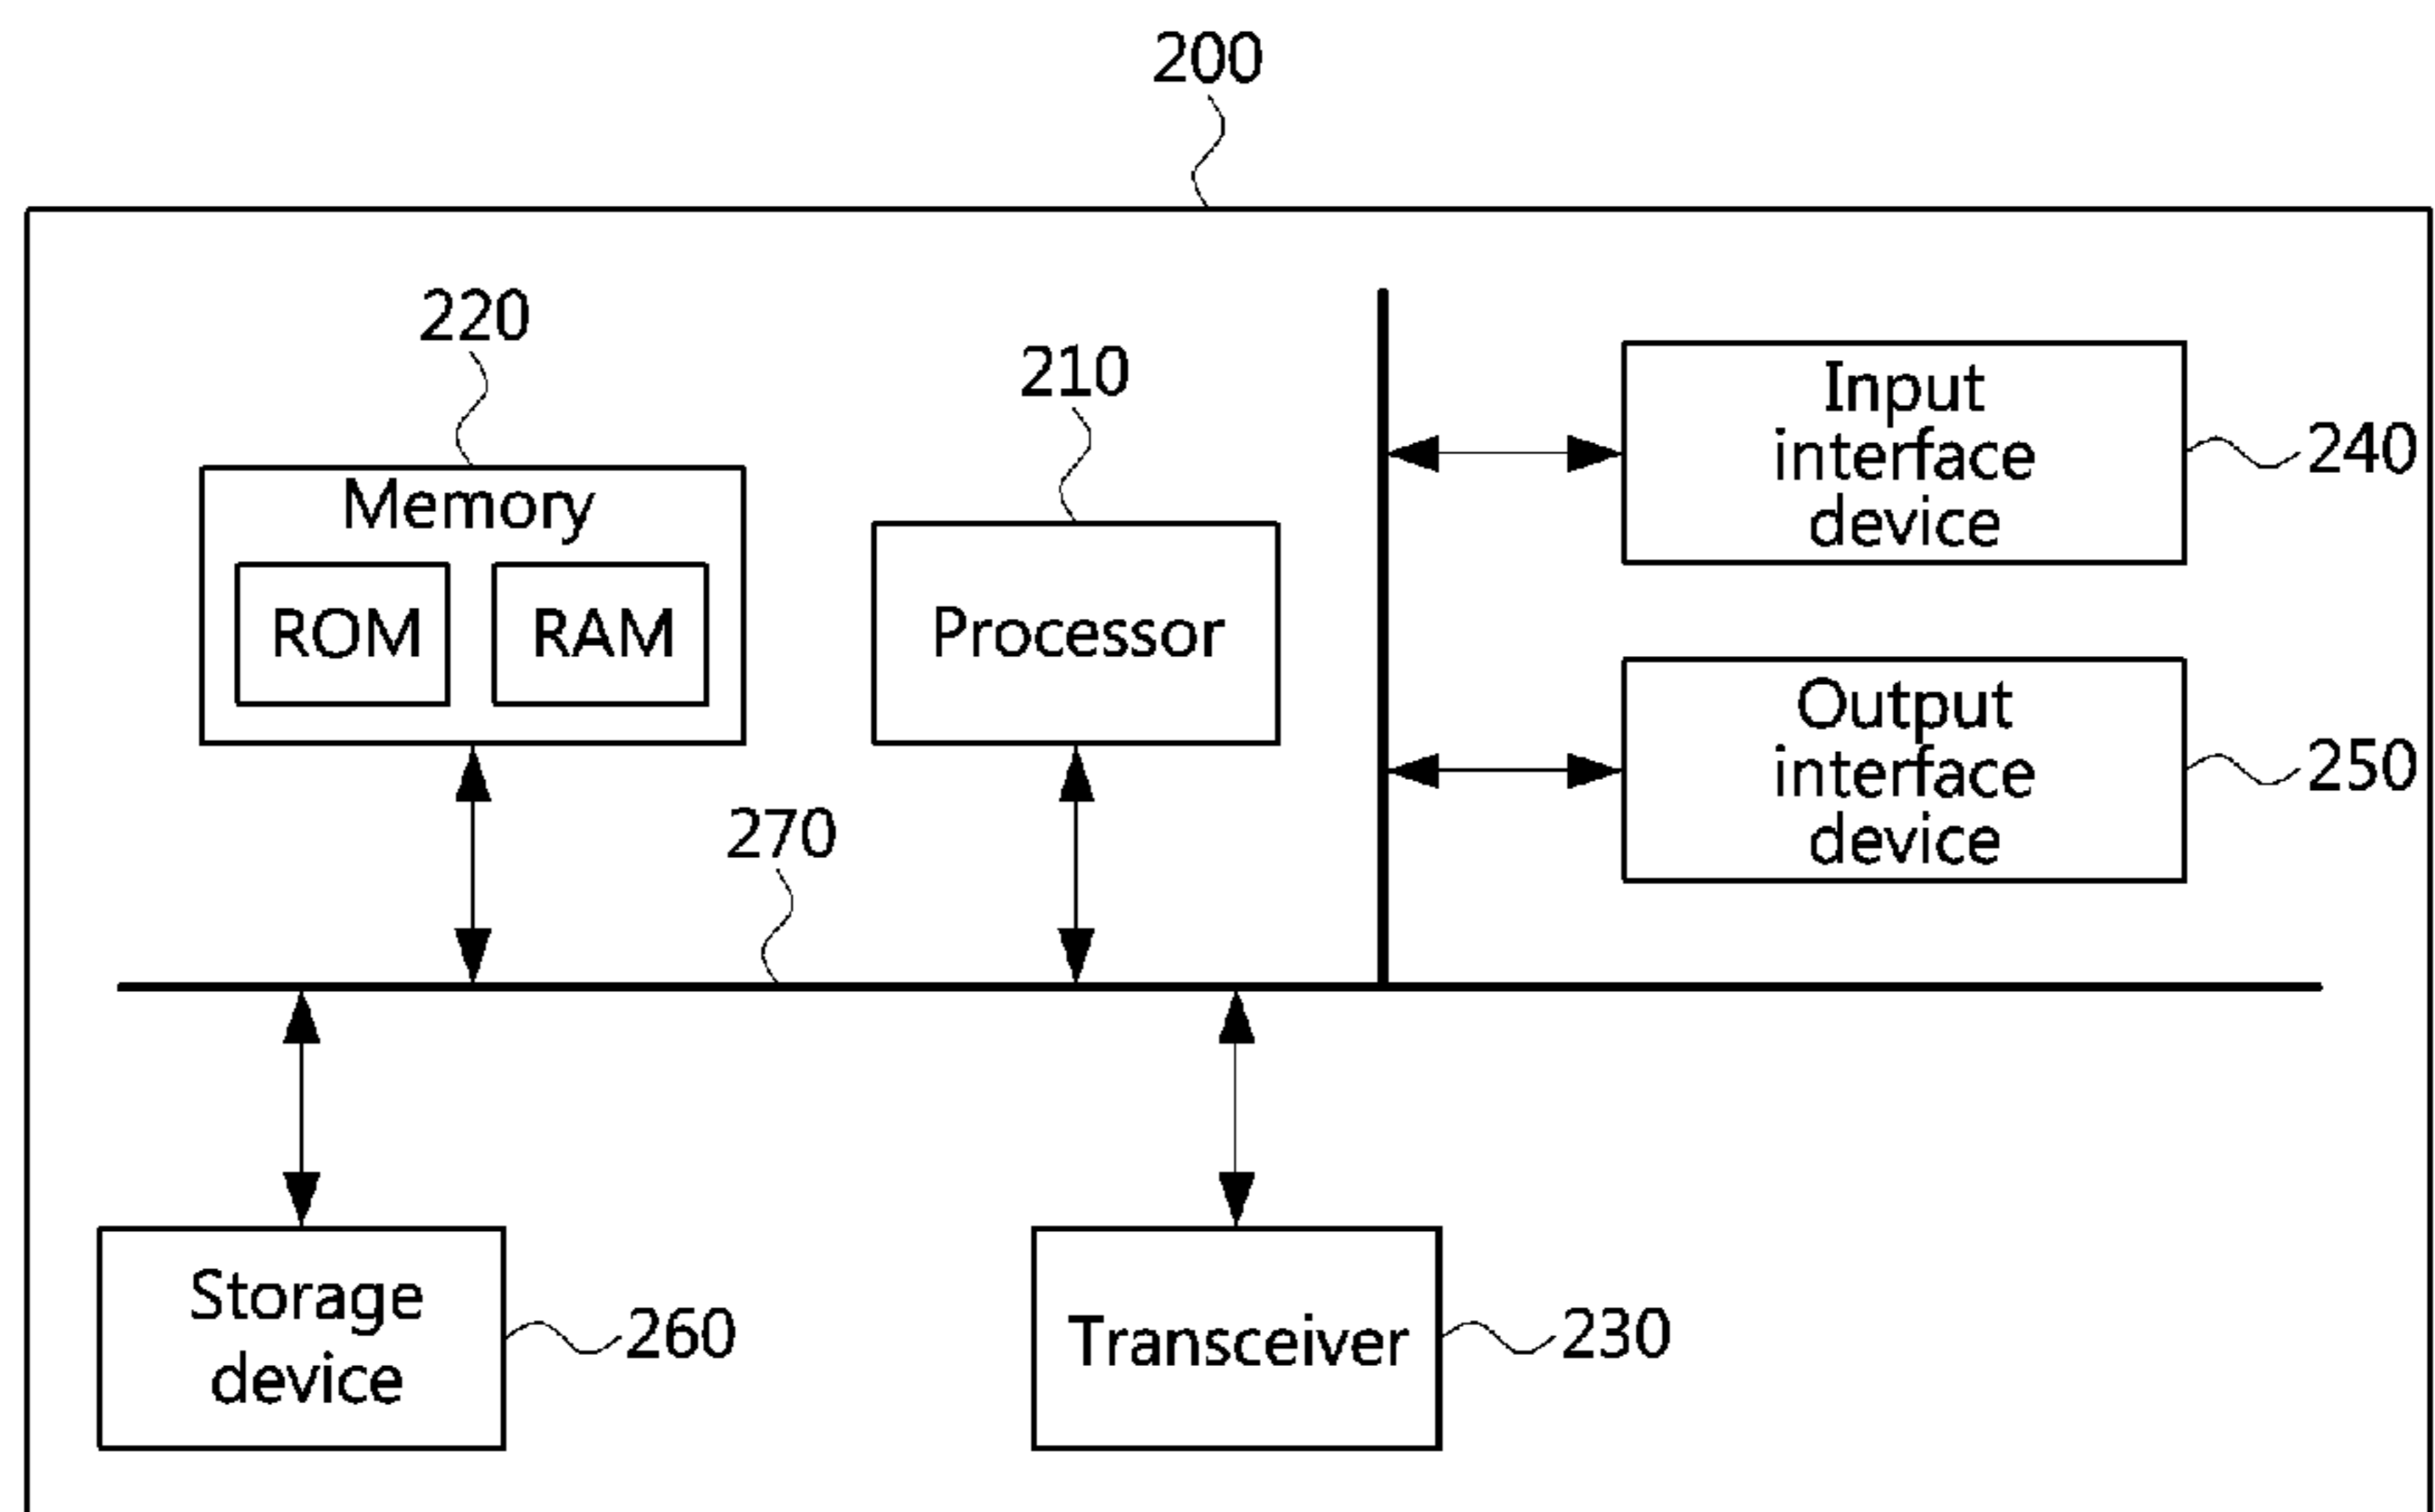 200
220
210
Memory
ROM
RAM
Processor
Input
interface
device
240
Output
interface
device
250
270
Storage
device
260
Transceiver
230